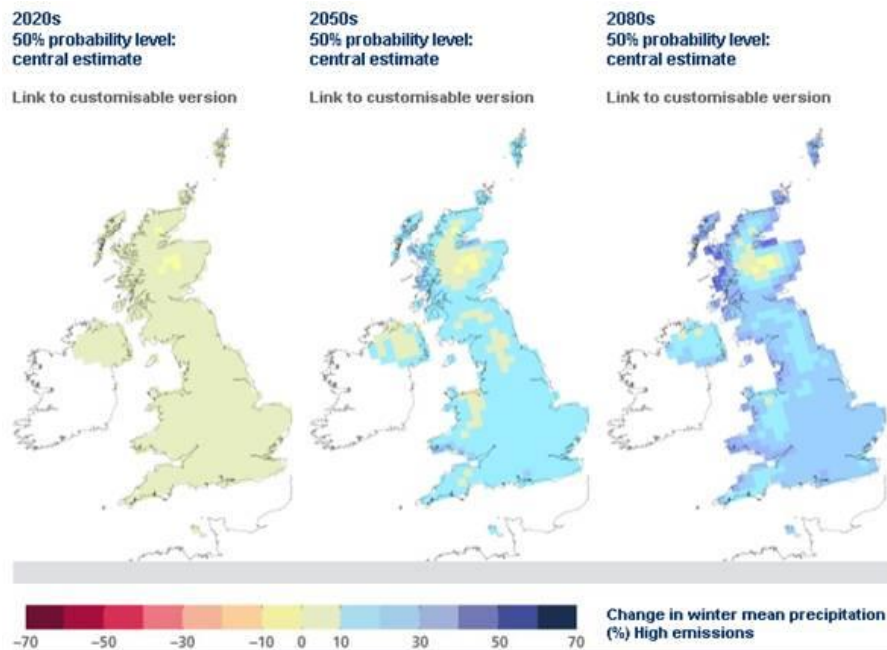 2020s
50% probability level:
central estimate
Link to customisable version
2050s
50% probability level:
central estimate
Link to customisable version
2080s
50% probability level:
central estimate
Link to customisable version
–70 –50 –30 –10 0 10 30 50 70
Change in winter mean precipitation
(%) High emissions